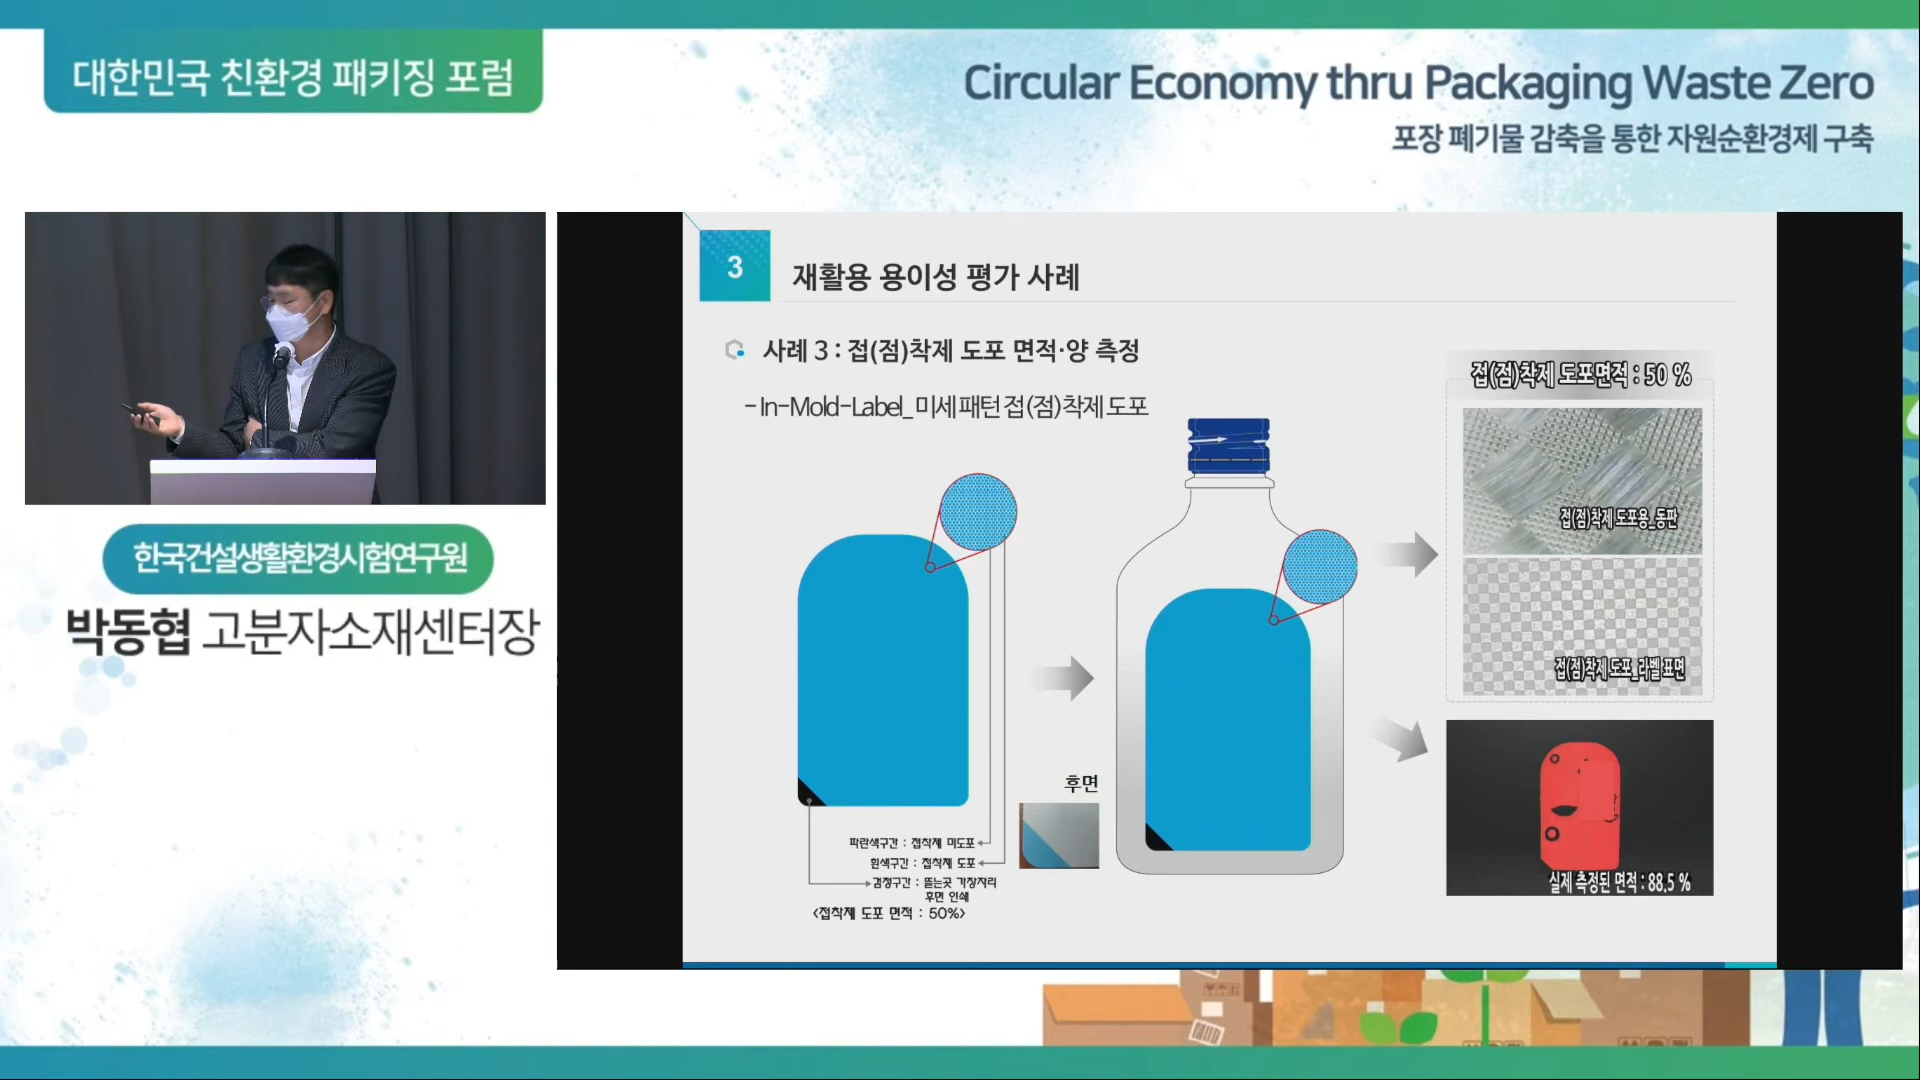 대한민국 친환경 패키징 포럼
Circular Economy thru Packaging Waste Zero
포장 폐기물 감축을 통한 자원순환경제 구축
한국건설생활환경시험연구원
박동협 고분자소재센터장
3
재활용 용이성 평가 사례
사례 3 : 접(점)착제 도포 면적·양 측정
- In-Mold-Label_미세 패턴 접(점)착제 도포
파란색구간 : 접착제 미도포
흰색구간 : 접착제 도포
검정구간 : 뜯는곳 가장자리
후면 인쇄
<접착제 도포 면적 : 50%>
후면
접(점)착제 도포면적 : 50 %
접(점)착제 도포용_동판
접(점)착제 도포_라벨 표면
실제 측정된 면적 : 88.5 %